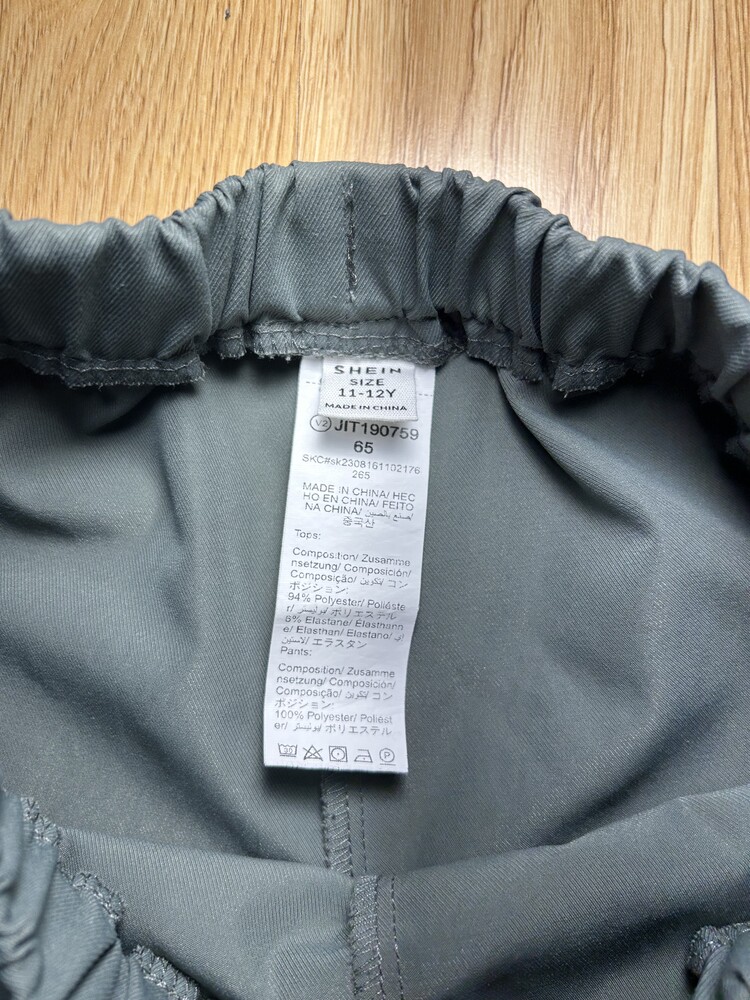 SHEIN
SIZE
11-12Y
MADE IN CHINA
V2 JIT190759
65
SKC#sk2308161102176
265
MADE IN CHINA/ HEC
HO EN CHINA/ FEITO
NA CHINA/ صنع بالصين/
중국산
Tops:
Composition/ Zusamme
nsetzung/ Composición/
Composição/ تكوين/ コン
ポジション:
94% Polyester/ Poliéste
r/ بوليستر/ ポリエステル
6% Elastane/ Elasthann
e/ Elasthan/ Elastano/
エラスタン
Pants:
Composition/ Zusamme
nsetzung/ Composición/
Composição/ تكوين/ コン
ポジション:
100% Polyester/ Poliést
er/ بوليستر/ ポリエステル
P